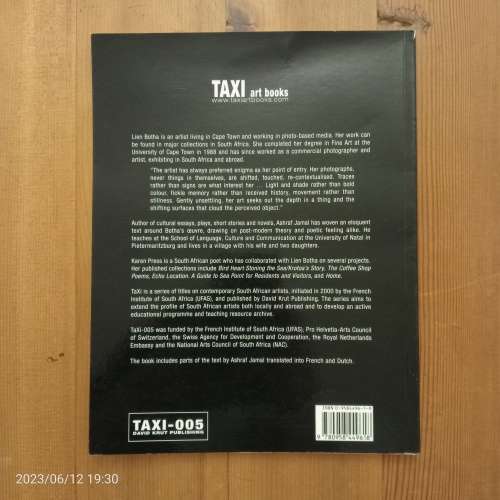 TAXI art books
www.taxiartbooks.com
Lien Botha is an artist living in Cape Town and working in photo-based media. Her work can
be found in major collections in South Africa. She completed her degree in Fine Art at the
University of Cape Town in 1988 and has since worked as a commercial photographer and
artist, exhibiting in South Africa and abroad.
"The artist has always preferred enigma as her point of entry. Her photographs,
never things in themselves, are shifted, touched, re-contextualised. Traces
rather than signs are what interest her ... Light and shade rather than bold
colour, fickle memory rather than received history, movement rather than
stillness. Gently unsettling, her art seeks out the depth in a thing and the
shifting surfaces that cloud the perceived object."
Author of cultural essays, plays, short stories and novels, Ashraf Jamal has woven an eloquent
text around Botha's œuvre, drawing on post-modern theory and poetic feeling alike. He
teaches at the School of Language, Culture and Communication at the University of Natal in
Pietermaritzburg and lives in a village with his wife and two daughters.
Karen Press is a South African poet who has collaborated with Lien Botha on several projects.
Her published collections include Bird Heart Stoning the Sea/Krotoa's Story, The Coffee Shop
Poems, Echo Location. A Guide to Sea Point for Residents and Visitors, and Home.
TAXI is a series of titles on contemporary South African artists, initiated in 2000 by the French
Institute of South Africa (UFAS), and published by David Krut Publishing. The series aims to
extend the profile of South African artists both locally and abroad and to develop an active
educational programme and teaching resource archive.
TAXI-005 was funded by the French Institute of South Africa (UFAS), Pro Helvetia-Arts Council
of Switzerland, the Swiss Agency for Development and Cooperation, the Royal Netherlands
Embassy and the National Arts Council of South Africa (NAC).
The book includes parts of the text by Ashraf Jamal translated into French and Dutch.
TAXI-005
DAVID KRUT PUBLISHING
ISBN 0-9584496-1-8
9 780958 449618
2023/06/12 19:30